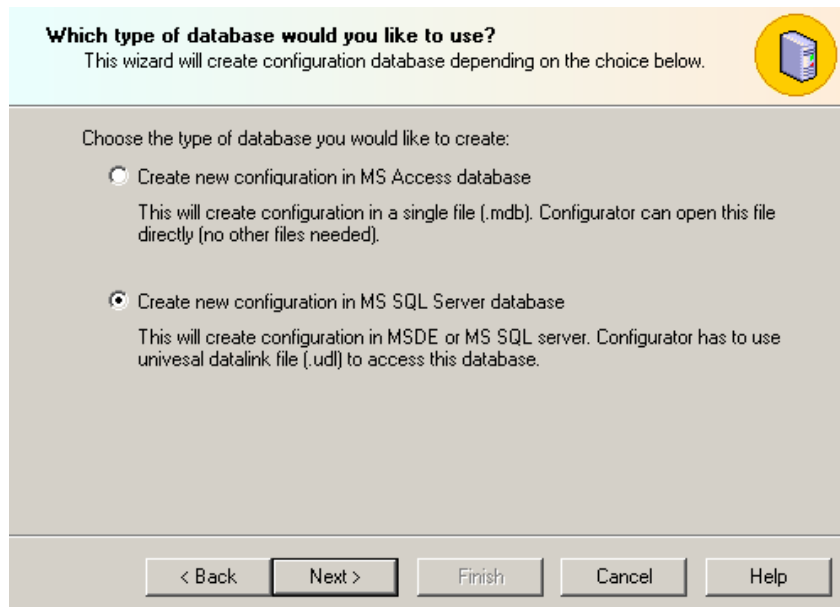 Which type of database would you like to use?
This wizard will create configuration database depending on the choice below.
Choose the type of database you would like to create:
Create new configuration in MS Access database
This will create configuration in a single file (.mdb). Configurator can open this file
directly (no other files needed).
Create new configuration in MS SQL Server database
This will create configuration in MSDE or MS SQL server. Configurator has to use
univesal datalink file (.udl) to access this database.
< Back
Next >
Finish
Cancel
Help